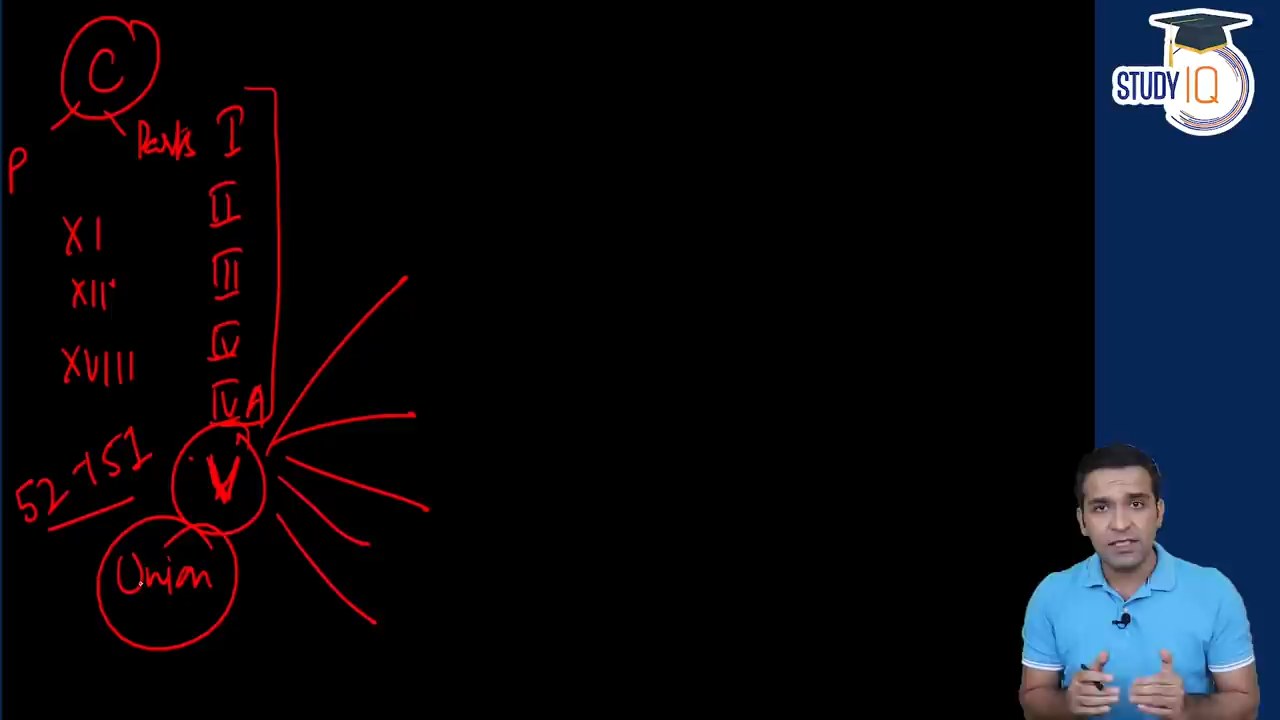 C
P
Parts I
II
III
IV
IVA
XI
XII
XVIII
V
52 → 151
Union
STUDY IQ